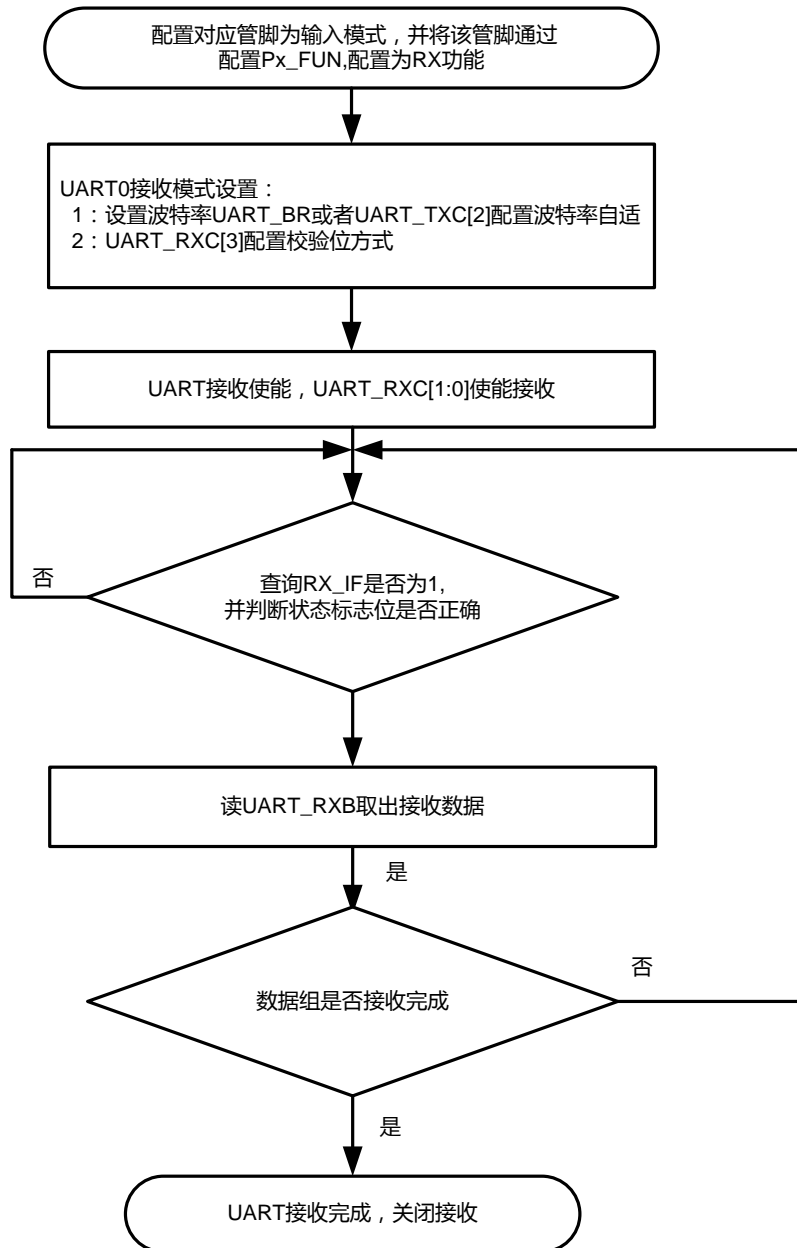 配置对应管脚为输入模式，并将该管脚通过
配置Px_FUN,配置为RX功能
UART0接收模式设置：
1：设置波特率UART_BR或者UART_TXC[2]配置波特率自适
2：UART_RXC[3]配置校验位方式
UART接收使能，UART_RXC[1:0]使能接收
否
查询RX_IF是否为1,
并判断状态标志位是否正确
读UART_RXB取出接收数据
是
否
数据组是否接收完成
是
UART接收完成，关闭接收